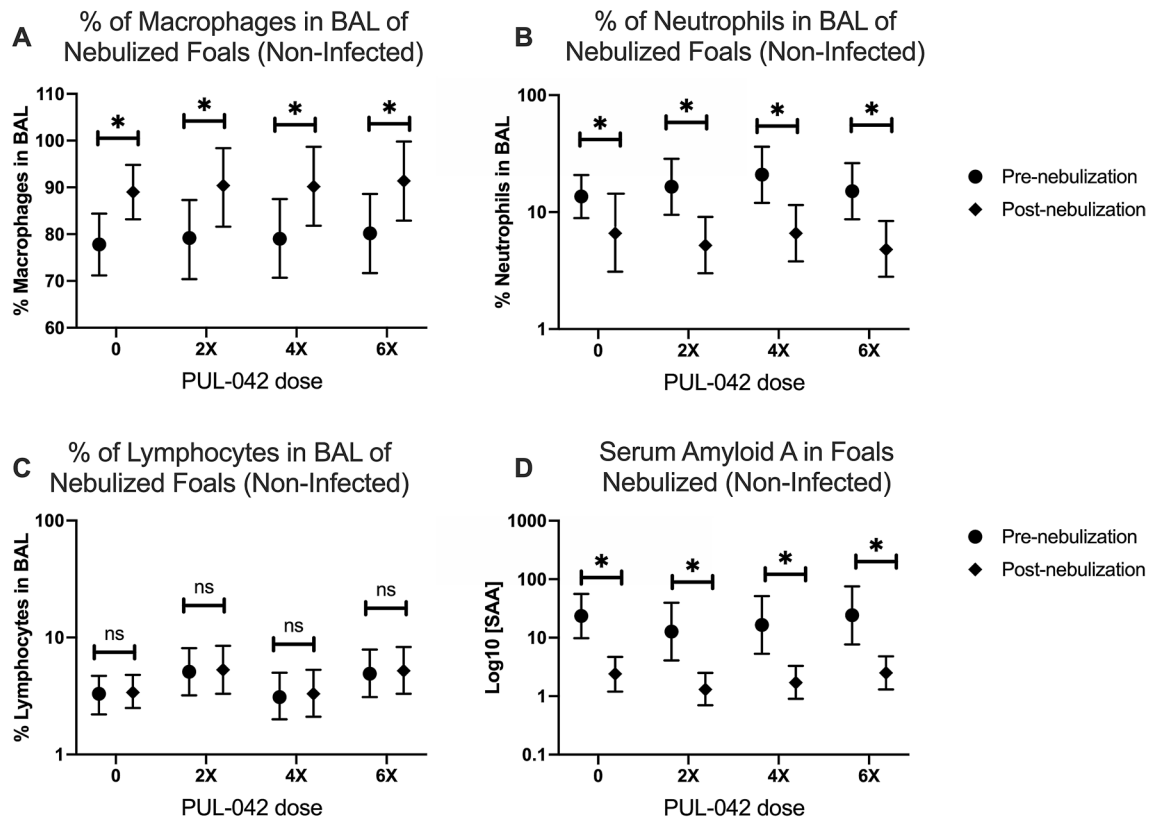 A
% of Macrophages in BAL of
Nebulized Foals (Non-Infected)
% Macrophages in BAL
110
100
90
80
70
60
*
*
*
*
0
2X
4X
6X
PUL-042 dose
B
% of Neutrophils in BAL of
Nebulized Foals (Non-Infected)
% Neutrophils in BAL
100
10
1
*
*
*
*
0
2X
4X
6X
PUL-042 dose
Pre-nebulization
Post-nebulization
C
% of Lymphocytes in BAL of
Nebulized Foals (Non-Infected)
% Lymphocytes in BAL
100
10
1
ns
ns
ns
ns
0
2X
4X
6X
PUL-042 dose
D
Serum Amyloid A in Foals
Nebulized (Non-Infected)
Log10 [SAA]
1000
100
10
1
0.1
*
*
*
*
0
2X
4X
6X
PUL-042 dose
Pre-nebulization
Post-nebulization